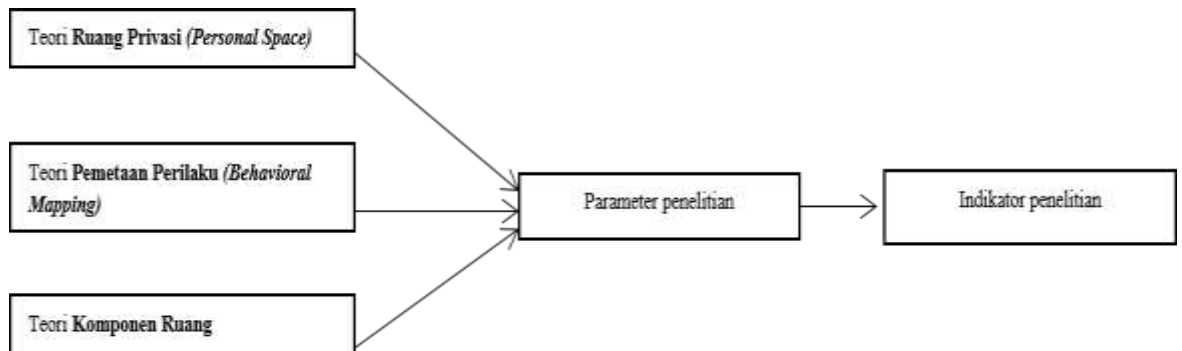 Teori Ruang Privasi (Personal Space)
Teori Pemetaan Perilaku (Behavioral
Mapping)
Teori Komponen Ruang
Parameter penelitian
Indikator penelitian